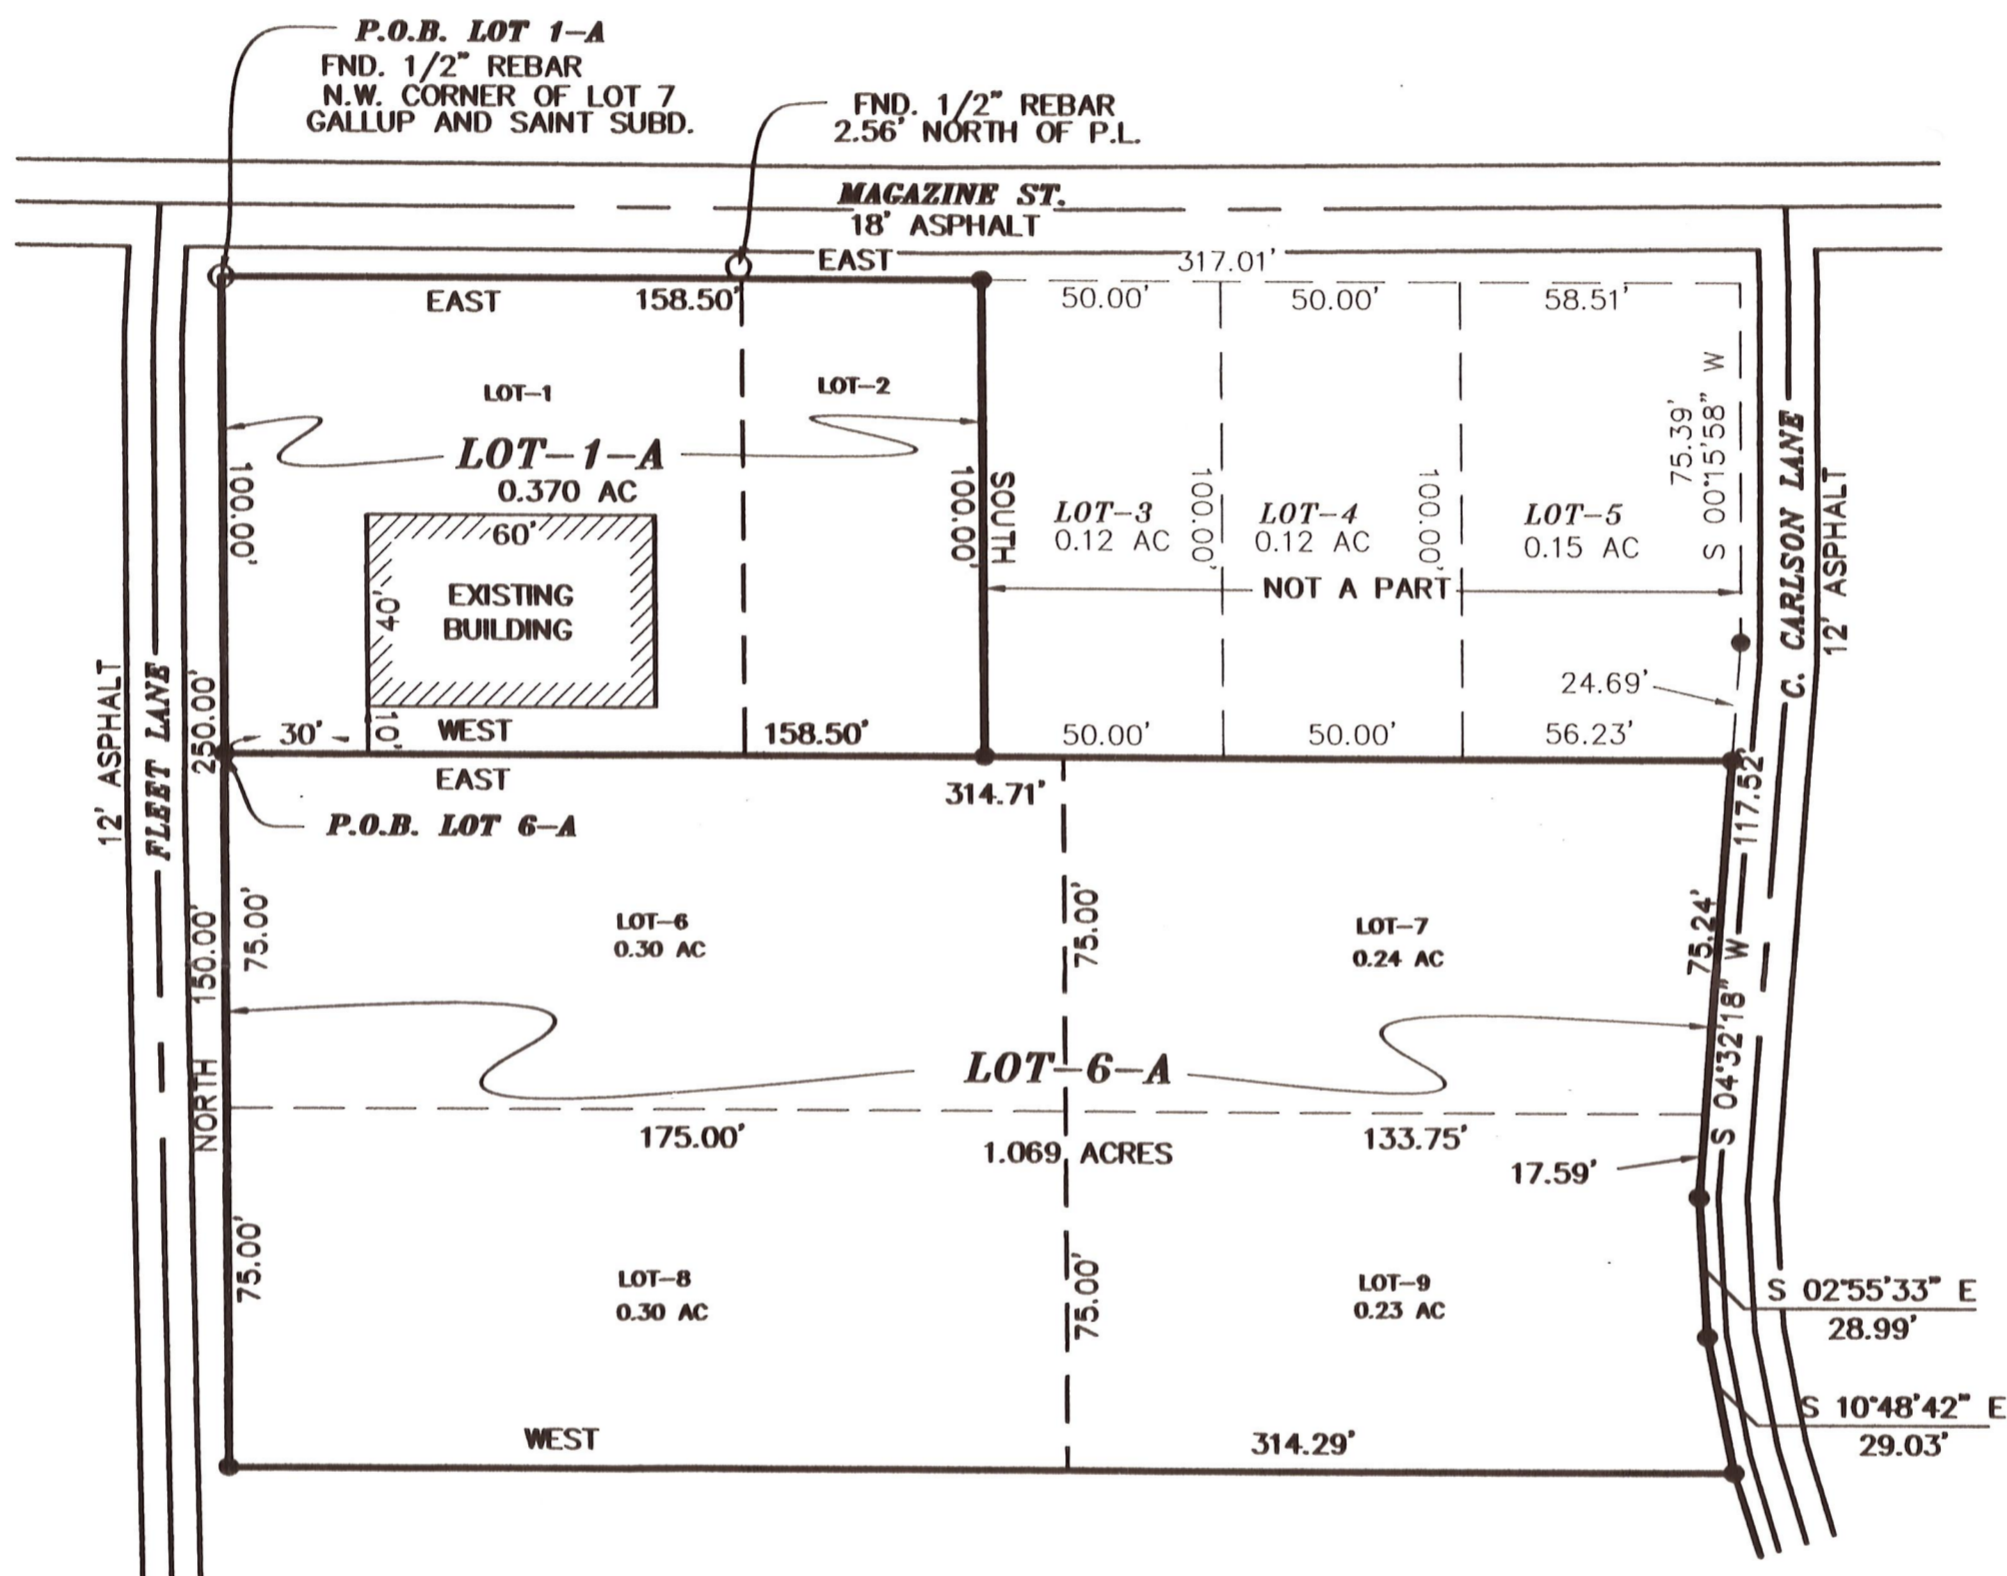 P.O.B. LOT 1-A
FND. 1/2" REBAR
N.W. CORNER OF LOT 7
GALLUP AND SAINT SUBD.
FND. 1/2" REBAR
2.56' NORTH OF P.L.
MAGAZINE ST.
18' ASPHALT
EAST
317.01'
EAST
158.50'
50.00'
50.00'
58.51'
LOT-1
LOT-2
LOT-1-A
0.370 AC
100.00'
100.00'
SOUTH
60'
40'
EXISTING
BUILDING
10'
30'
WEST
158.50'
LOT-3
0.12 AC
100.00'
LOT-4
0.12 AC
100.00'
LOT-5
0.15 AC
75.39'
S 00°15'58" W
NOT A PART
C. CARLSON LANE
12' ASPHALT
24.69'
50.00'
50.00'
56.23'
12' ASPHALT
FLEET LANE
250.00'
EAST
314.71'
P.O.B. LOT 6-A
117.52'
NORTH 150.00'
75.00'
LOT-6
0.30 AC
75.00'
LOT-7
0.24 AC
75.24'
S 04°32'18" W
LOT-6-A
175.00'
1.069 ACRES
133.75'
17.59'
75.00'
LOT-8
0.30 AC
75.00'
LOT-9
0.23 AC
S 02°55'33" E
28.99'
S 10°48'42" E
29.03'
WEST
314.29'